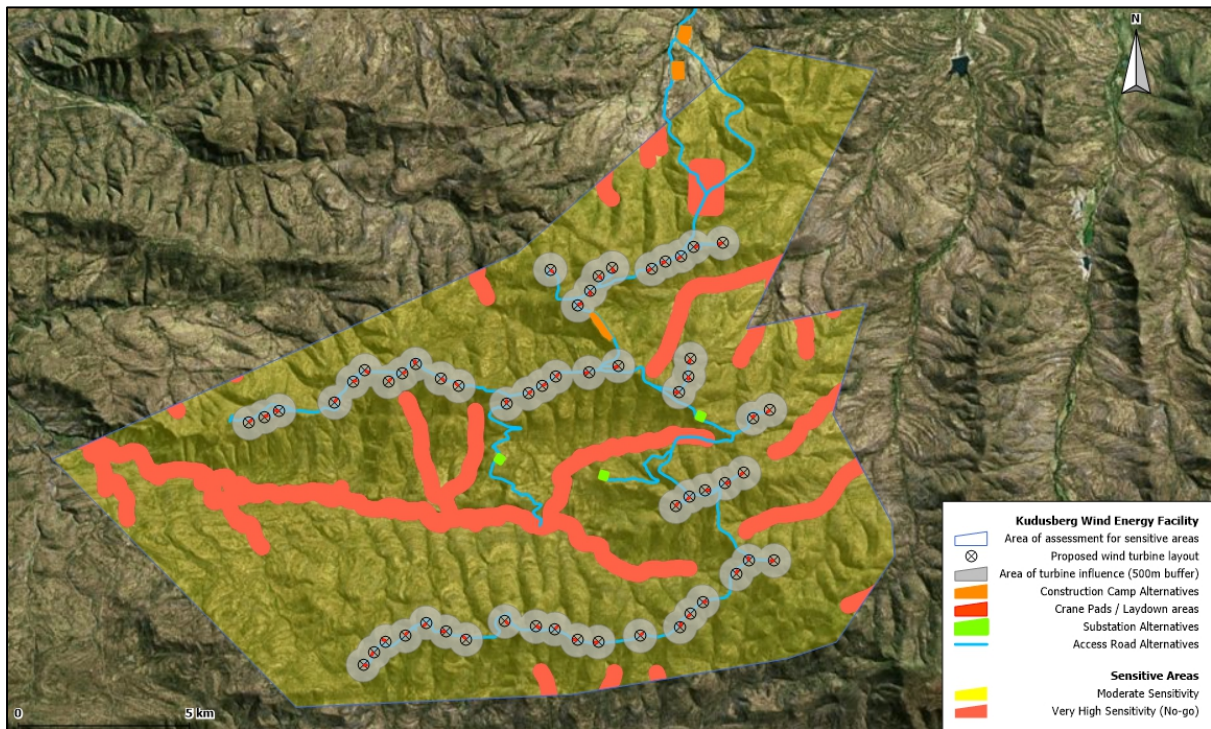 N
Kudusberg Wind Energy Facility
Area of assessment for sensitive areas
Proposed wind turbine layout
Area of turbine influence (500m buffer)
Construction Camp Alternatives
Crane Pads / Laydown areas
Substation Alternatives
Access Road Alternatives
Sensitive Areas
Moderate Sensitivity
Very High Sensitivity (No-go)
0 5 km